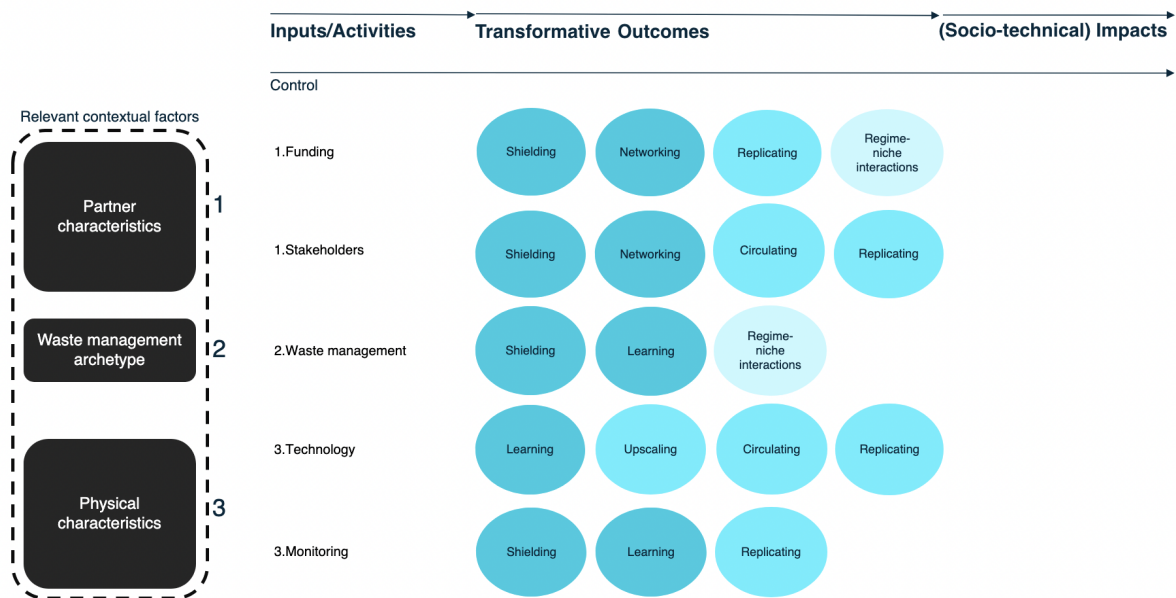 Inputs/Activities
Transformative Outcomes
(Socio-technical) Impacts
Control
Relevant contextual factors
Partner
characteristics
1
Waste management
archetype
2
Physical
characteristics
3
1.Funding
Shielding
Networking
Replicating
Regime-
niche
interactions
1.Stakeholders
Shielding
Networking
Circulating
Replicating
2.Waste management
Shielding
Learning
Regime-
niche
interactions
3.Technology
Learning
Upscaling
Circulating
Replicating
3.Monitoring
Shielding
Learning
Replicating